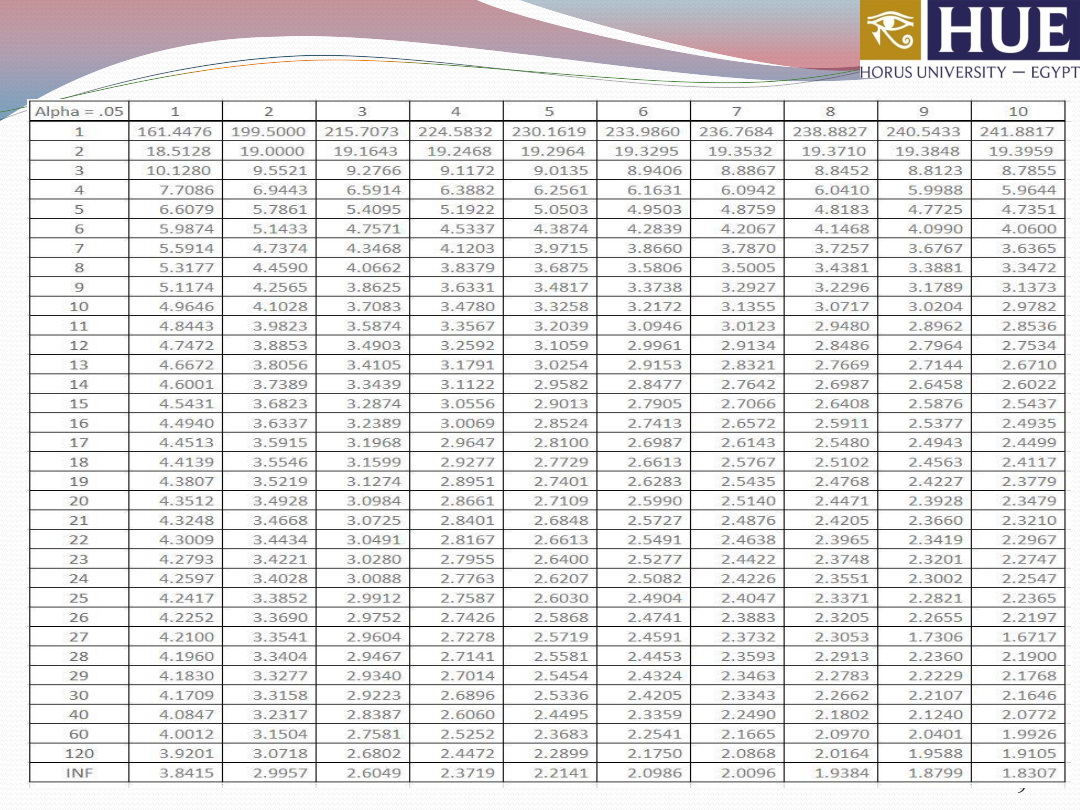 HUE
HORUS UNIVERSITY — EGYPT
Alpha = .05 1 2 3 4 5 6 7 8 9 10
1 161.4476 199.5000 215.7073 224.5832 230.1619 233.9860 236.7684 238.8827 240.5433 241.8817
2 18.5128 19.0000 19.1643 19.2468 19.2964 19.3295 19.3532 19.3710 19.3848 19.3959
3 10.1280 9.5521 9.2766 9.1172 9.0135 8.9406 8.8867 8.8452 8.8123 8.7855
4 7.7086 6.9443 6.5914 6.3882 6.2561 6.1631 6.0942 6.0410 5.9988 5.9644
5 6.6079 5.7861 5.4095 5.1922 5.0503 4.9503 4.8759 4.8183 4.7725 4.7351
6 5.9874 5.1433 4.7571 4.5337 4.3874 4.2839 4.2067 4.1468 4.0990 4.0600
7 5.5914 4.7374 4.3468 4.1203 3.9715 3.8660 3.7870 3.7257 3.6767 3.6365
8 5.3177 4.4590 4.0662 3.8379 3.6875 3.5806 3.5005 3.4381 3.3881 3.3472
9 5.1174 4.2565 3.8625 3.6331 3.4817 3.3738 3.2927 3.2296 3.1789 3.1373
10 4.9646 4.1028 3.7083 3.4780 3.3258 3.2172 3.1355 3.0717 3.0204 2.9782
11 4.8443 3.9823 3.5874 3.3567 3.2039 3.0946 3.0123 2.9480 2.8962 2.8536
12 4.7472 3.8853 3.4903 3.2592 3.1059 2.9961 2.9134 2.8486 2.7964 2.7534
13 4.6672 3.8056 3.4105 3.1791 3.0254 2.9153 2.8321 2.7669 2.7144 2.6710
14 4.6001 3.7389 3.3439 3.1122 2.9582 2.8477 2.7642 2.6987 2.6458 2.6022
15 4.5431 3.6823 3.2874 3.0556 2.9013 2.7905 2.7066 2.6408 2.5876 2.5437
16 4.4940 3.6337 3.2389 3.0069 2.8524 2.7413 2.6572 2.5911 2.5377 2.4935
17 4.4513 3.5915 3.1968 2.9647 2.8100 2.6987 2.6143 2.5480 2.4943 2.4499
18 4.4139 3.5546 3.1599 2.9277 2.7729 2.6613 2.5767 2.5102 2.4563 2.4117
19 4.3807 3.5219 3.1274 2.8951 2.7401 2.6283 2.5435 2.4768 2.4227 2.3779
20 4.3512 3.4928 3.0984 2.8661 2.7109 2.5990 2.5140 2.4471 2.3928 2.3479
21 4.3248 3.4668 3.0725 2.8401 2.6848 2.5727 2.4876 2.4205 2.3660 2.3210
22 4.3009 3.4434 3.0491 2.8167 2.6613 2.5491 2.4638 2.3965 2.3419 2.2967
23 4.2793 3.4221 3.0280 2.7955 2.6400 2.5277 2.4422 2.3748 2.3201 2.2747
24 4.2597 3.4028 3.0088 2.7763 2.6207 2.5082 2.4226 2.3551 2.3002 2.2547
25 4.2417 3.3852 2.9912 2.7587 2.6030 2.4904 2.4047 2.3371 2.2821 2.2365
26 4.2252 3.3690 2.9752 2.7426 2.5868 2.4741 2.3883 2.3205 2.2655 2.2197
27 4.2100 3.3541 2.9604 2.7278 2.5719 2.4591 2.3732 2.3053 1.7306 1.6717
28 4.1960 3.3404 2.9467 2.7141 2.5581 2.4453 2.3593 2.2913 2.2360 2.1900
29 4.1830 3.3277 2.9340 2.7014 2.5454 2.4324 2.3463 2.2783 2.2229 2.1768
30 4.1709 3.3158 2.9223 2.6896 2.5336 2.4205 2.3343 2.2662 2.2107 2.1646
40 4.0847 3.2317 2.8387 2.6060 2.4495 2.3359 2.2490 2.1802 2.1240 2.0772
60 4.0012 3.1504 2.7581 2.5252 2.3683 2.2541 2.1665 2.0970 2.0401 1.9926
120 3.9201 3.0718 2.6802 2.4472 2.2899 2.1750 2.0868 2.0164 1.9588 1.9105
INF 3.8415 2.9957 2.6049 2.3719 2.2141 2.0986 2.0096 1.9384 1.8799 1.8307